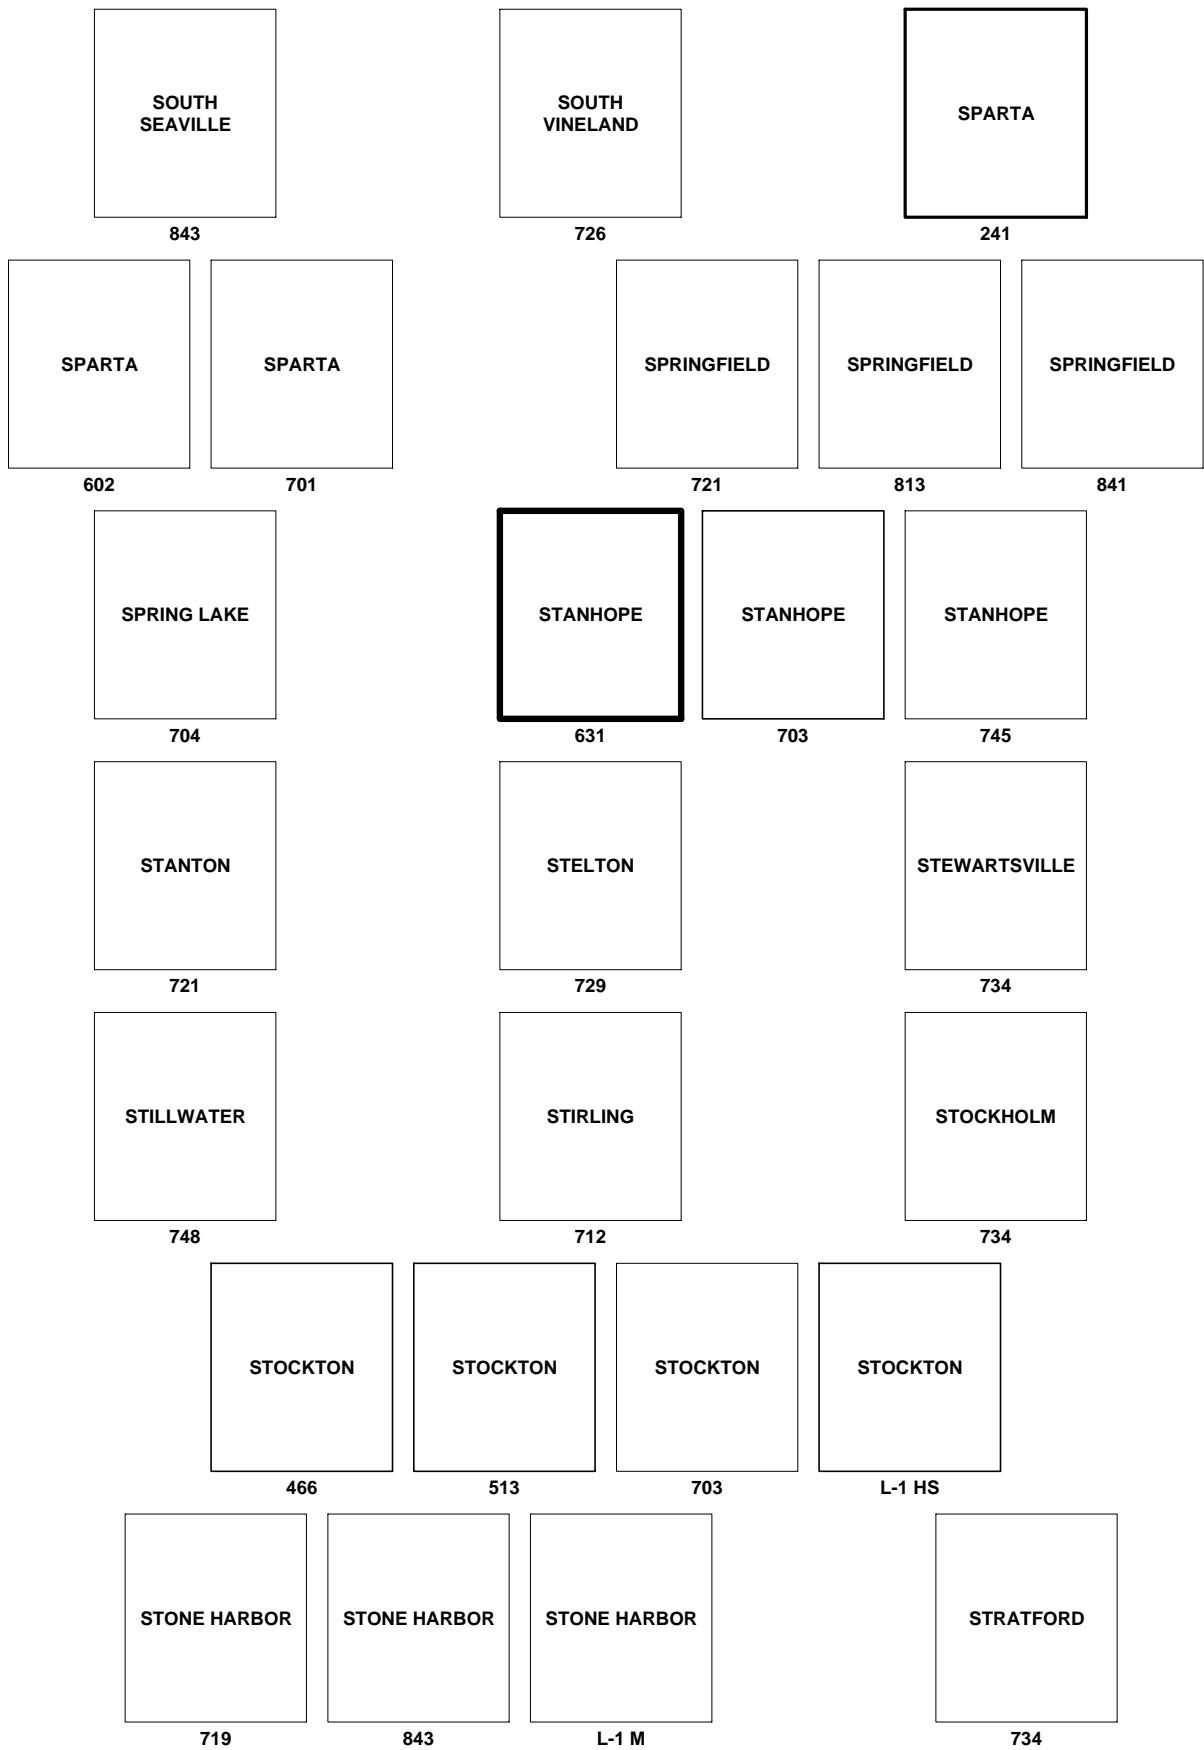 SOUTH
SEAVILLE
843
SOUTH
VINELAND
726
SPARTA
241
SPARTA
602
SPARTA
701
SPRINGFIELD
721
SPRINGFIELD
813
SPRINGFIELD
841
SPRING LAKE
704
STANHOPE
631
STANHOPE
703
STANHOPE
745
STANTON
721
STELTON
729
STEWARTSVILLE
734
STILLWATER
748
STIRLING
712
STOCKHOLM
734
STOCKTON
466
STOCKTON
513
STOCKTON
703
STOCKTON
L-1 HS
STONE HARBOR
719
STONE HARBOR
843
STONE HARBOR
L-1 M
STRATFORD
734